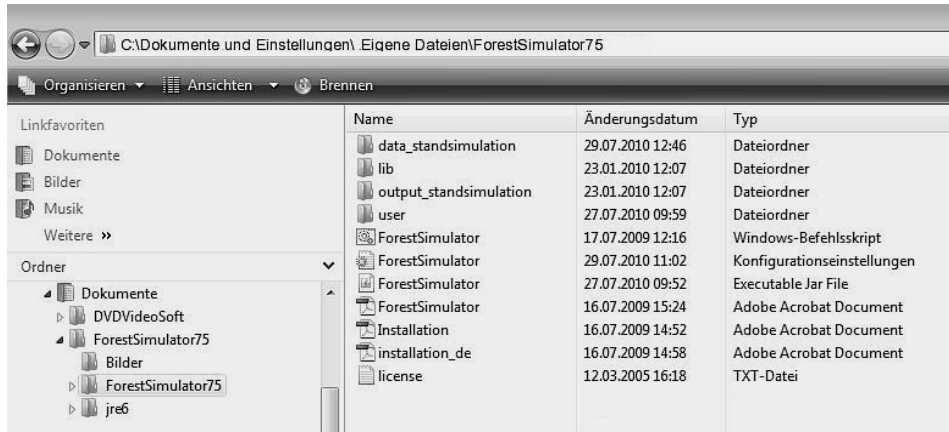 C:\Dokumente und Einstellungen\ Eigene Dateien\ForestSimulator75
Organisieren Ansichten Brennen
Linkfavoriten
Dokumente
Bilder
Musik
Weitere »
Ordner
Dokumente
DVDVideoSoft
ForestSimulator75
Bilder
ForestSimulator75
jre6
Name Änderungsdatum Typ
data_standsimulation 29.07.2010 12:46 Dateiordner
lib 23.01.2010 12:07 Dateiordner
output_standsimulation 23.01.2010 12:07 Dateiordner
user 27.07.2010 09:59 Dateiordner
ForestSimulator 17.07.2009 12:16 Windows-Befehlsskript
ForestSimulator 29.07.2010 11:02 Konfigurationseinstellungen
ForestSimulator 27.07.2010 09:52 Executable Jar File
ForestSimulator 16.07.2009 15:24 Adobe Acrobat Document
Installation 16.07.2009 14:52 Adobe Acrobat Document
installation_de 16.07.2009 14:58 Adobe Acrobat Document
license 12.03.2005 16:18 TXT-Datei